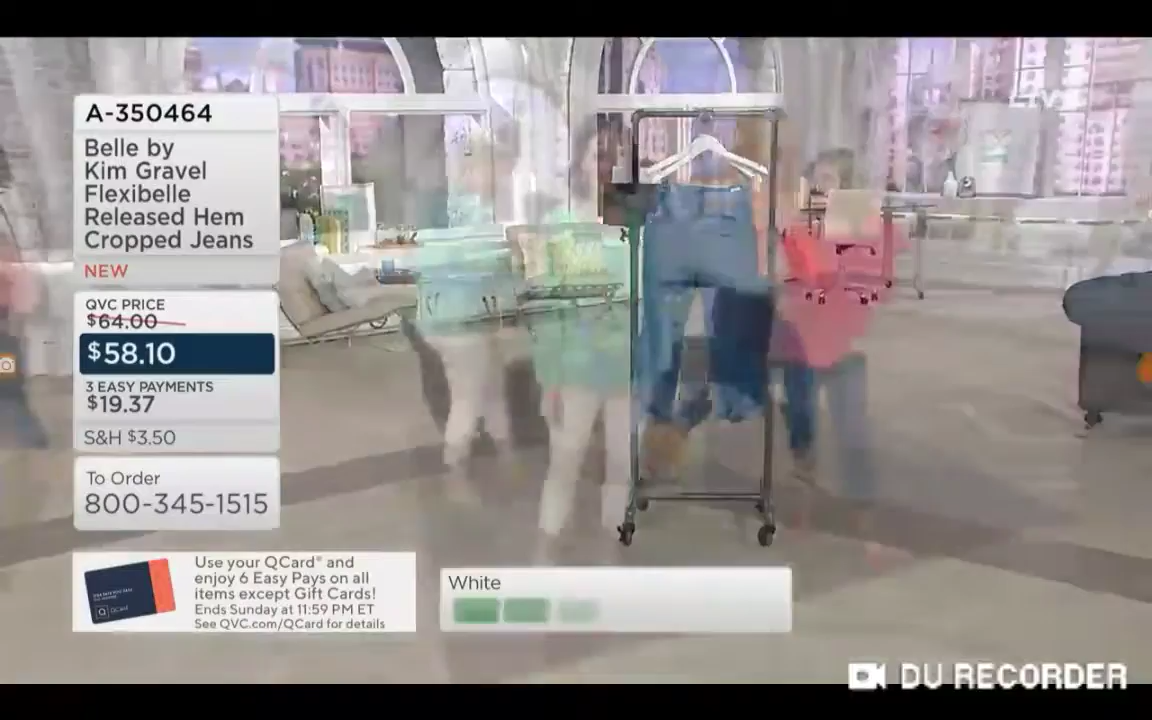 A-350464
Belle by
Kim Gravel
Flexibelle
Released Hem
Cropped Jeans
NEW
QVC PRICE
$64.00
$58.10
3 EASY PAYMENTS
$19.37
S&H $3.50
To Order
800-345-1515
Use your QCard® and
enjoy 6 Easy Pays on all
items except Gift Cards!
Ends Sunday at 11:59 PM ET
See QVC.com/QCard for details
White
DU RECORDER